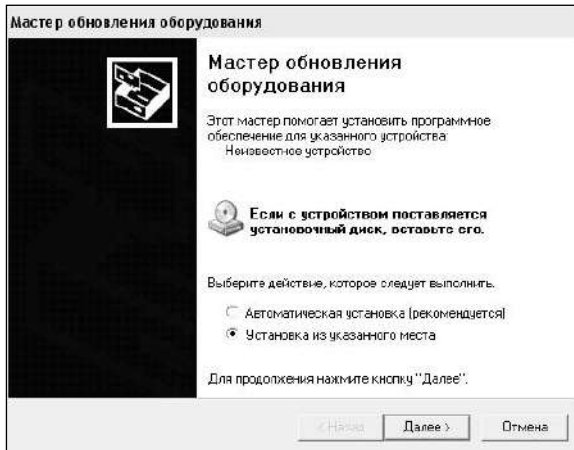 Мастер обновления оборудования
Мастер обновления
оборудования
Этот мастер помогает установить программное
обеспечение для указанного устройства:
Неизвестное устройство
Если с устройством поставляется
установочный диск, вставьте его.
Выберите действие, которое следует выполнить.
Автоматическая установка (рекомендуется)
Установка из указанного места
Для продолжения нажмите кнопку "Далее".
< Назад Далее > Отмена